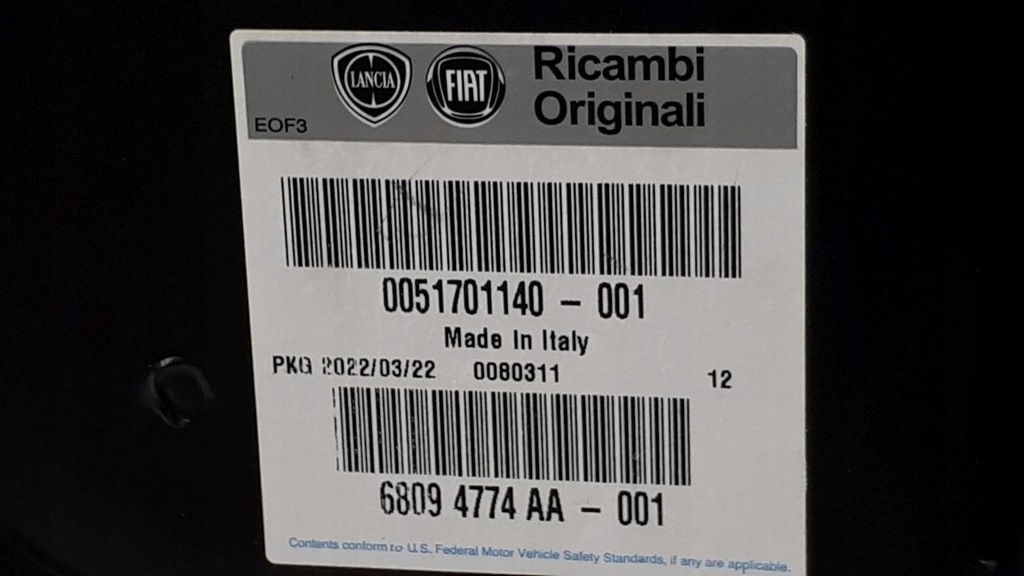 LANCIA FIAT Ricambi
Originali
EOF3
0051701140 - 001
Made In Italy
PKG 2022/03/22 0080311 12
6809 4774 AA - 001
Contents conform to U.S. Federal Motor Vehicle Safety Standards, if any are applicable.